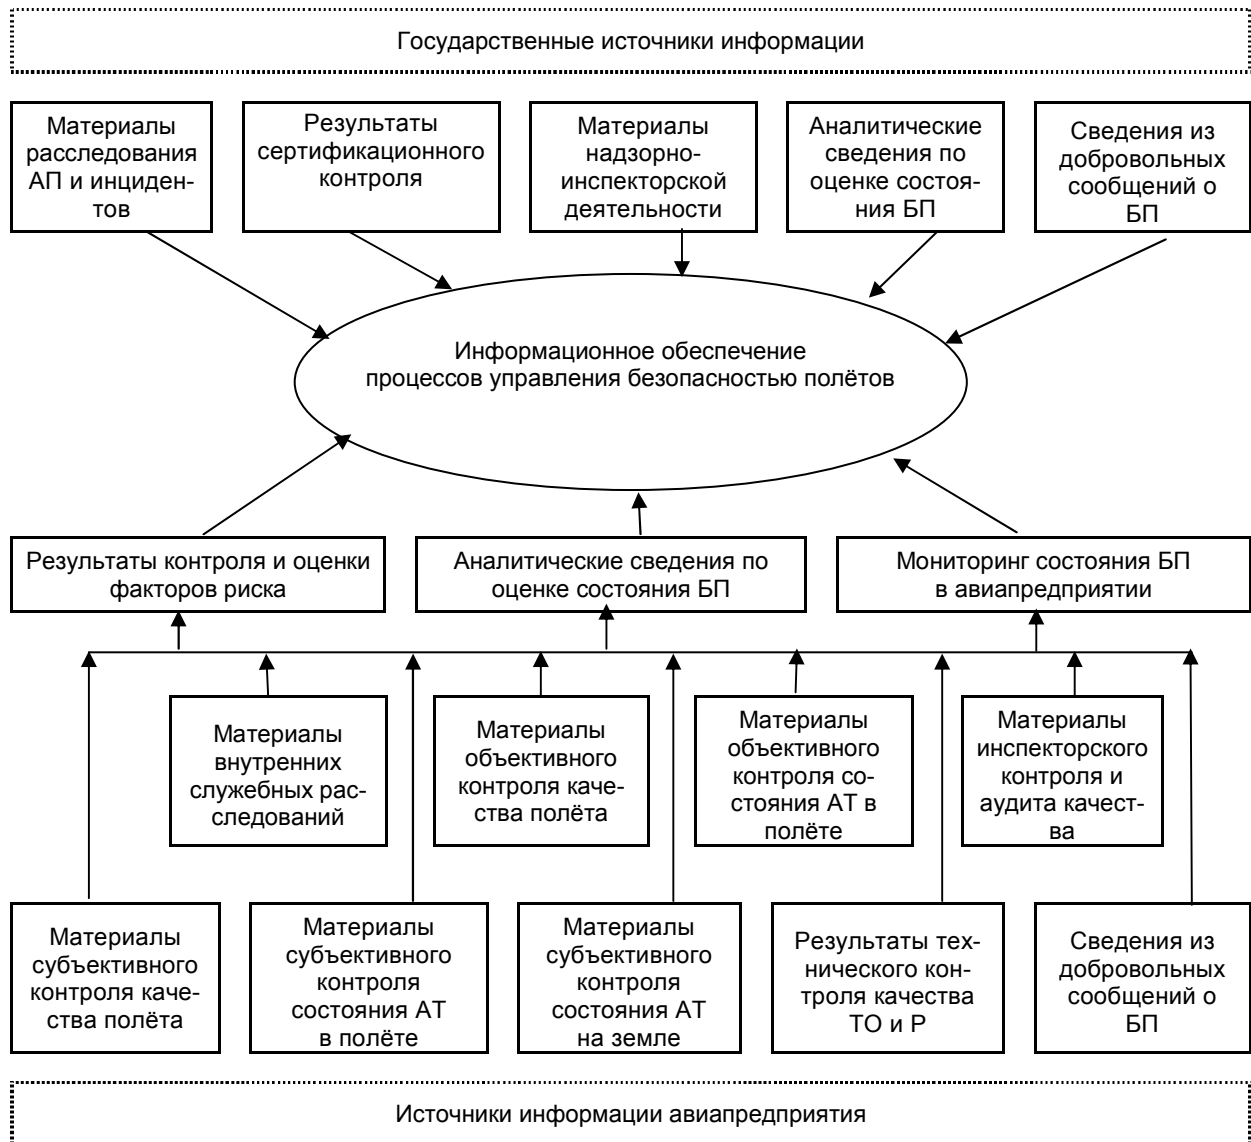 Государственные источники информации
Материалы
расследования
АП и инциден-
тов
Результаты
сертификационного
контроля
Материалы
надзорно-
инспекторской
деятельности
Аналитические
сведения по
оценке состоя-
ния БП
Сведения из
добровольных
сообщений о
БП
Информационное обеспечение
процессов управления безопасностью полётов
Результаты контроля и оценки
факторов риска
Аналитические сведения по
оценке состояния БП
Мониторинг состояния БП
в авиапредприятии
Материалы
внутренних
служебных рас-
следований
Материалы
объективного
контроля каче-
ства полёта
Материалы
объективного
контроля со-
стояния АТ в
полёте
Материалы
инспекторского
контроля и
аудита качест-
ва
Материалы
субъективного
контроля каче-
ства полёта
Материалы
субъективного
контроля
состояния АТ
в полёте
Материалы
субъективного
контроля
состояния АТ
на земле
Результаты тех-
нического кон-
троля качества
ТО и Р
Сведения из
добровольных
сообщений о
БП
Источники информации авиапредприятия